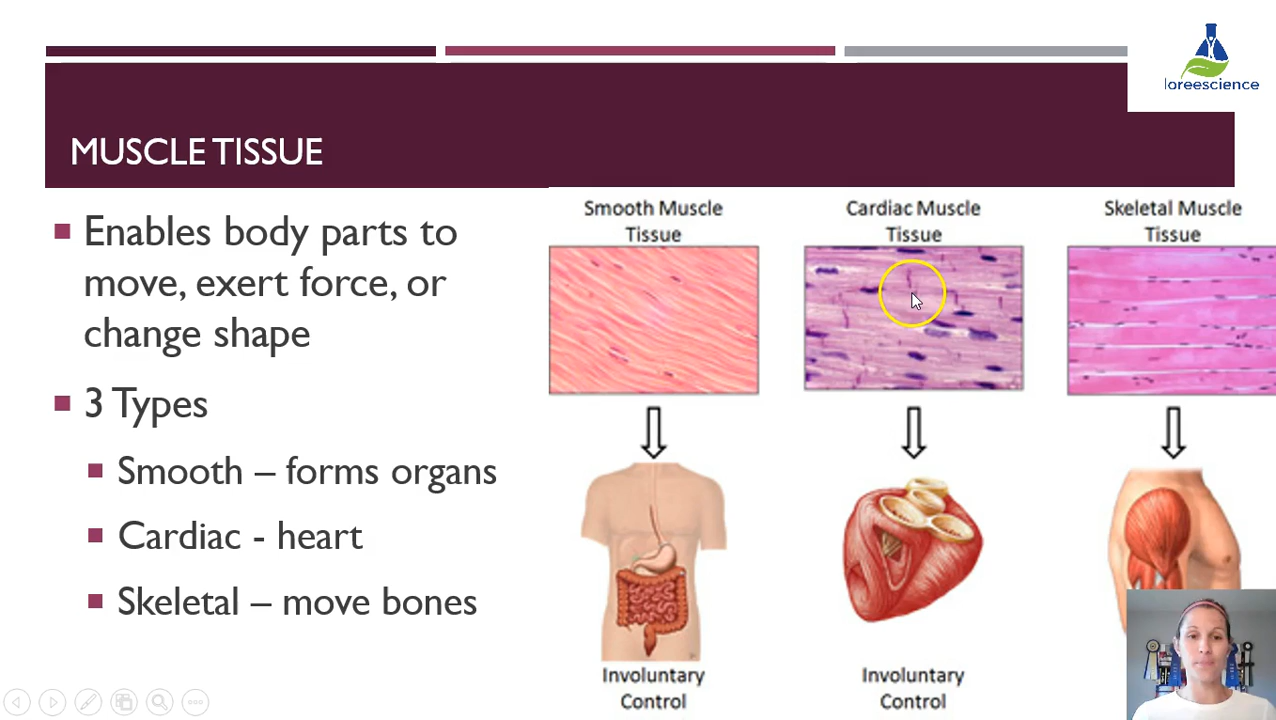 loreescience
MUSCLE TISSUE
Enables body parts to
move, exert force, or
change shape
3 Types
Smooth – forms organs
Cardiac - heart
Skeletal – move bones
Smooth Muscle
Tissue
Cardiac Muscle
Tissue
Skeletal Muscle
Tissue
Involuntary
Control
Involuntary
Control